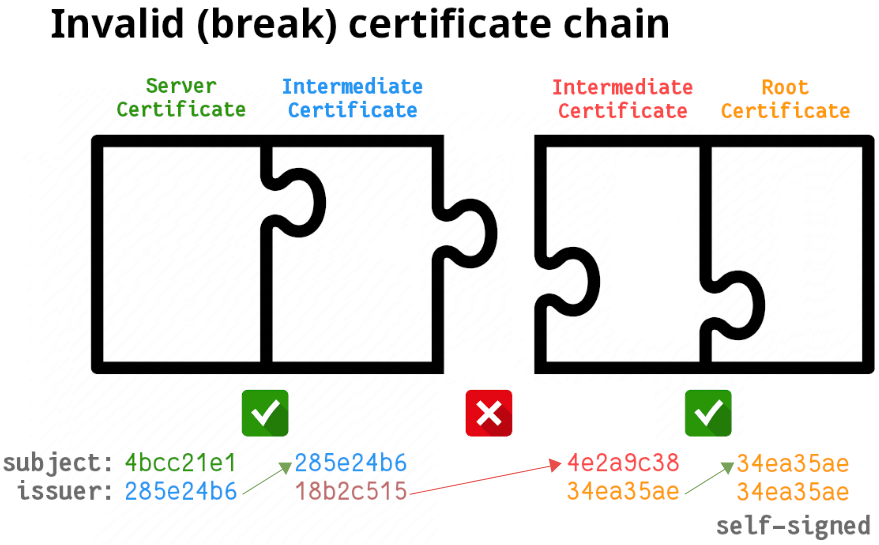 Invalid (break) certificate chain
Server Certificate
Intermediate Certificate
Intermediate Certificate
Root Certificate
subject: 4bcc21e1 285e24b6 4e2a9c38 34ea35ae
issuer: 285e24b6 18b2c515 34ea35ae 34ea35ae
self-signed